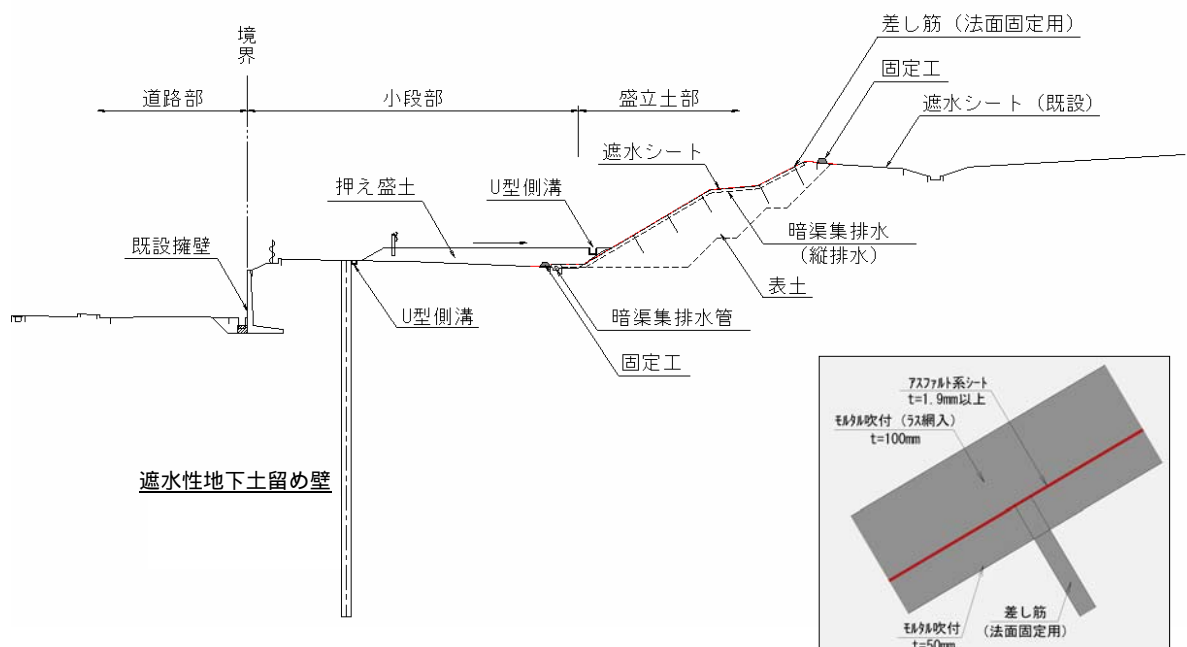 境
界
道路部
小段部
盛立土部
差し筋（法面固定用）
固定工
遮水シート（既設）
遮水シート
U型側溝
押え盛土
既設擁壁
暗渠集排水
（縦排水）
表土
U型側溝
暗渠集排水管
固定工
遮水性地下土留め壁
アスファルト系シート
t=1.9mm以上
モルタル吹付（ラス網入）
t=100mm
差し筋
（法面固定用）
モルタル吹付
t=50mm